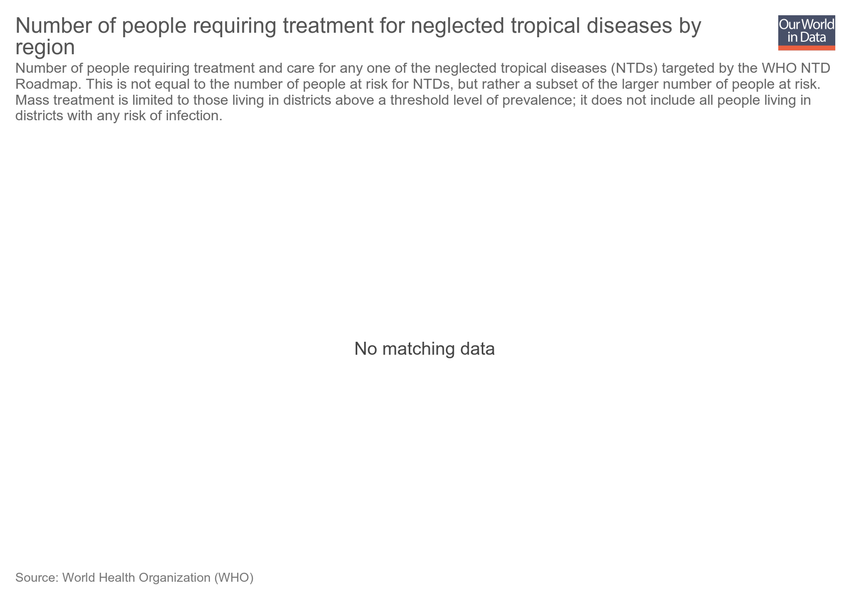 Number of people requiring treatment for neglected tropical diseases by
region
Our World
in Data
Number of people requiring treatment and care for any one of the neglected tropical diseases (NTDs) targeted by the WHO NTD
Roadmap. This is not equal to the number of people at risk for NTDs, but rather a subset of the larger number of people at risk.
Mass treatment is limited to those living in districts above a threshold level of prevalence; it does not include all people living in
districts with any risk of infection.
No matching data
Source: World Health Organization (WHO)